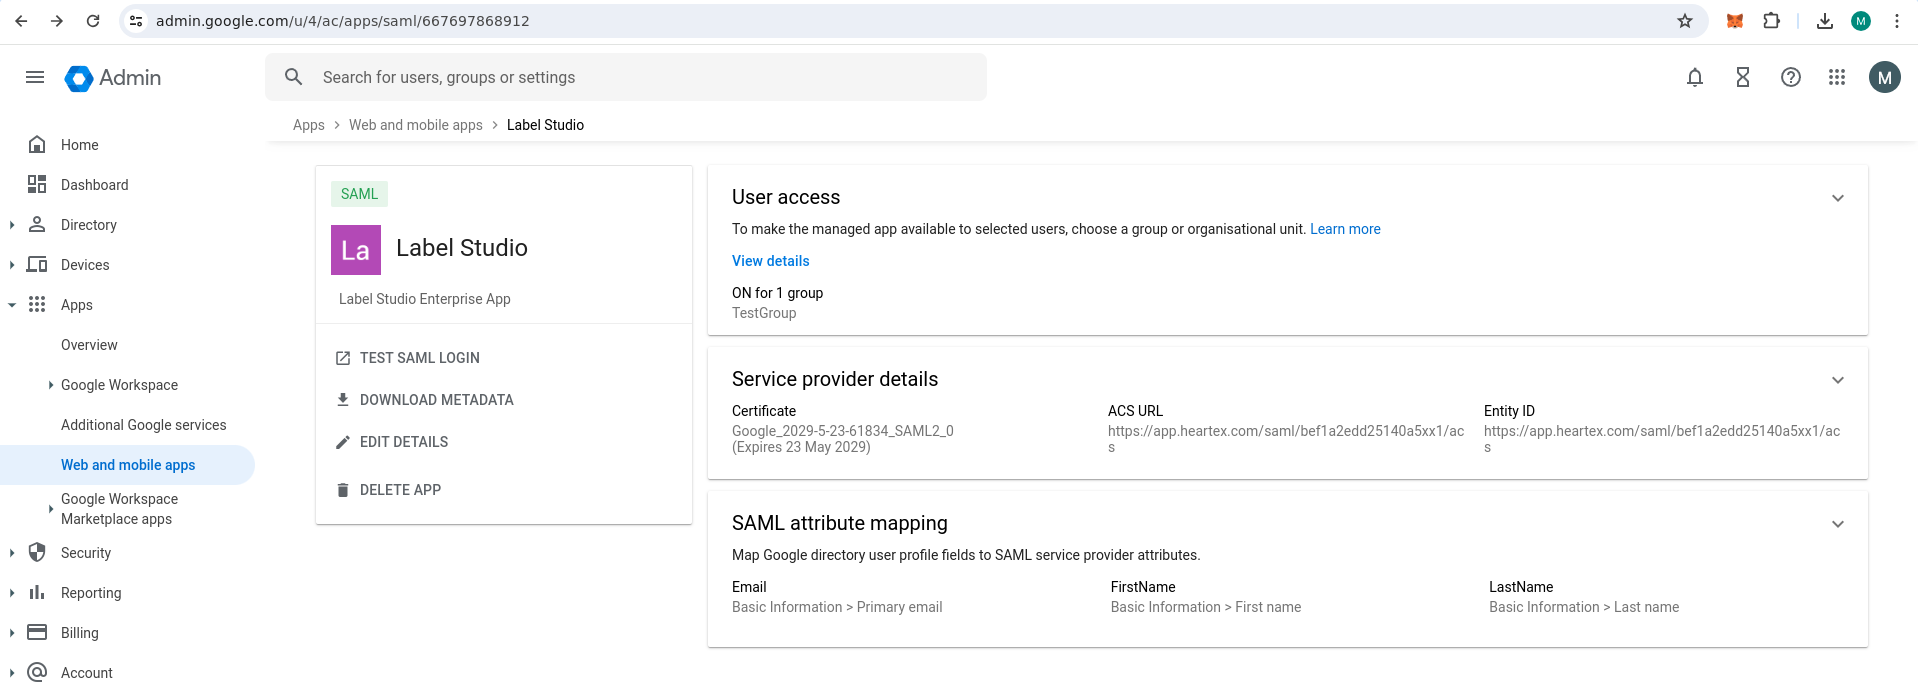 admin.google.com/u/4/ac/apps/saml/667697868912
M
Admin
Search for users, groups or settings
M
Apps > Web and mobile apps > Label Studio
Home
Dashboard
Directory
Devices
Apps
Overview
Google Workspace
Additional Google services
Web and mobile apps
Google Workspace
Marketplace apps
Security
Reporting
Billing
Account
SAML
La
Label Studio
Label Studio Enterprise App
TEST SAML LOGIN
DOWNLOAD METADATA
EDIT DETAILS
DELETE APP
User access
To make the managed app available to selected users, choose a group or organisational unit. Learn more
View details
ON for 1 group
TestGroup
Service provider details
Certificate
Google_2029-5-23-61834_SAML2_0
(Expires 23 May 2029)
ACS URL
https://app.heartex.com/saml/bef1a2edd25140a5xx1/ac
s
Entity ID
https://app.heartex.com/saml/bef1a2edd25140a5xx1/ac
s
SAML attribute mapping
Map Google directory user profile fields to SAML service provider attributes.
Email
Basic Information > Primary email
FirstName
Basic Information > First name
LastName
Basic Information > Last name